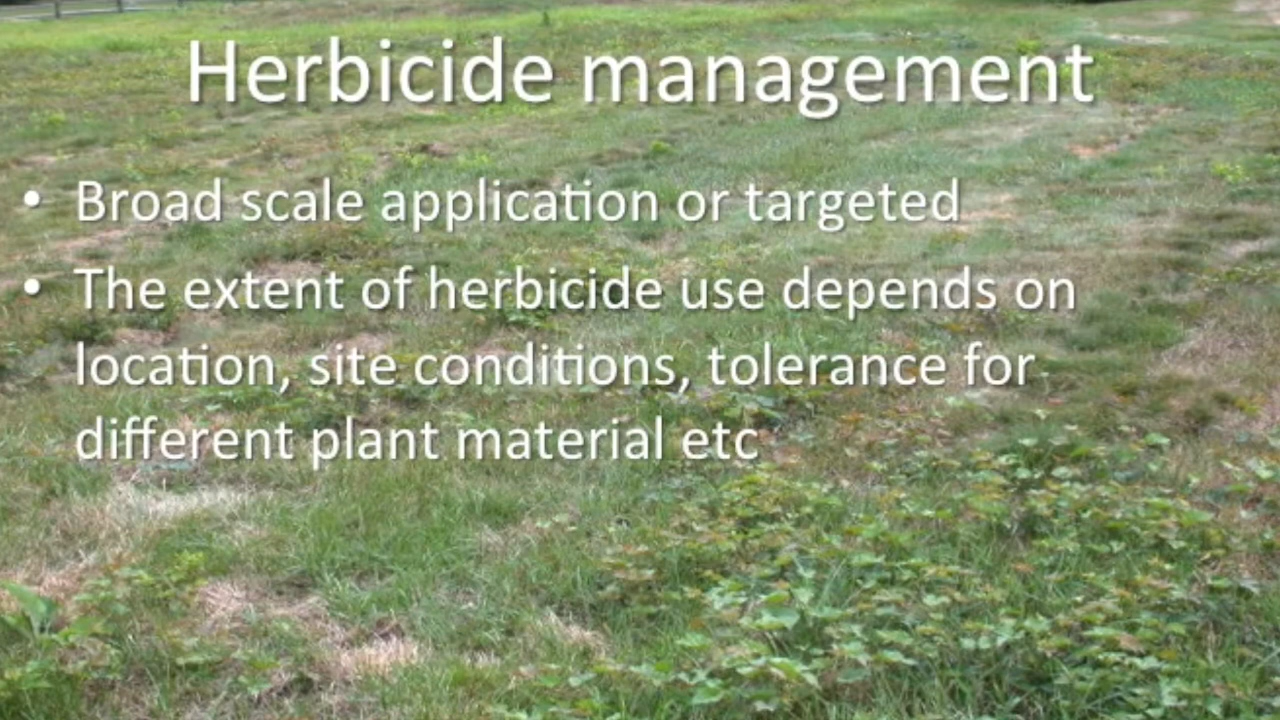 Herbicide management
• Broad scale application or targeted
• The extent of herbicide use depends on
location, site conditions, tolerance for
different plant material etc